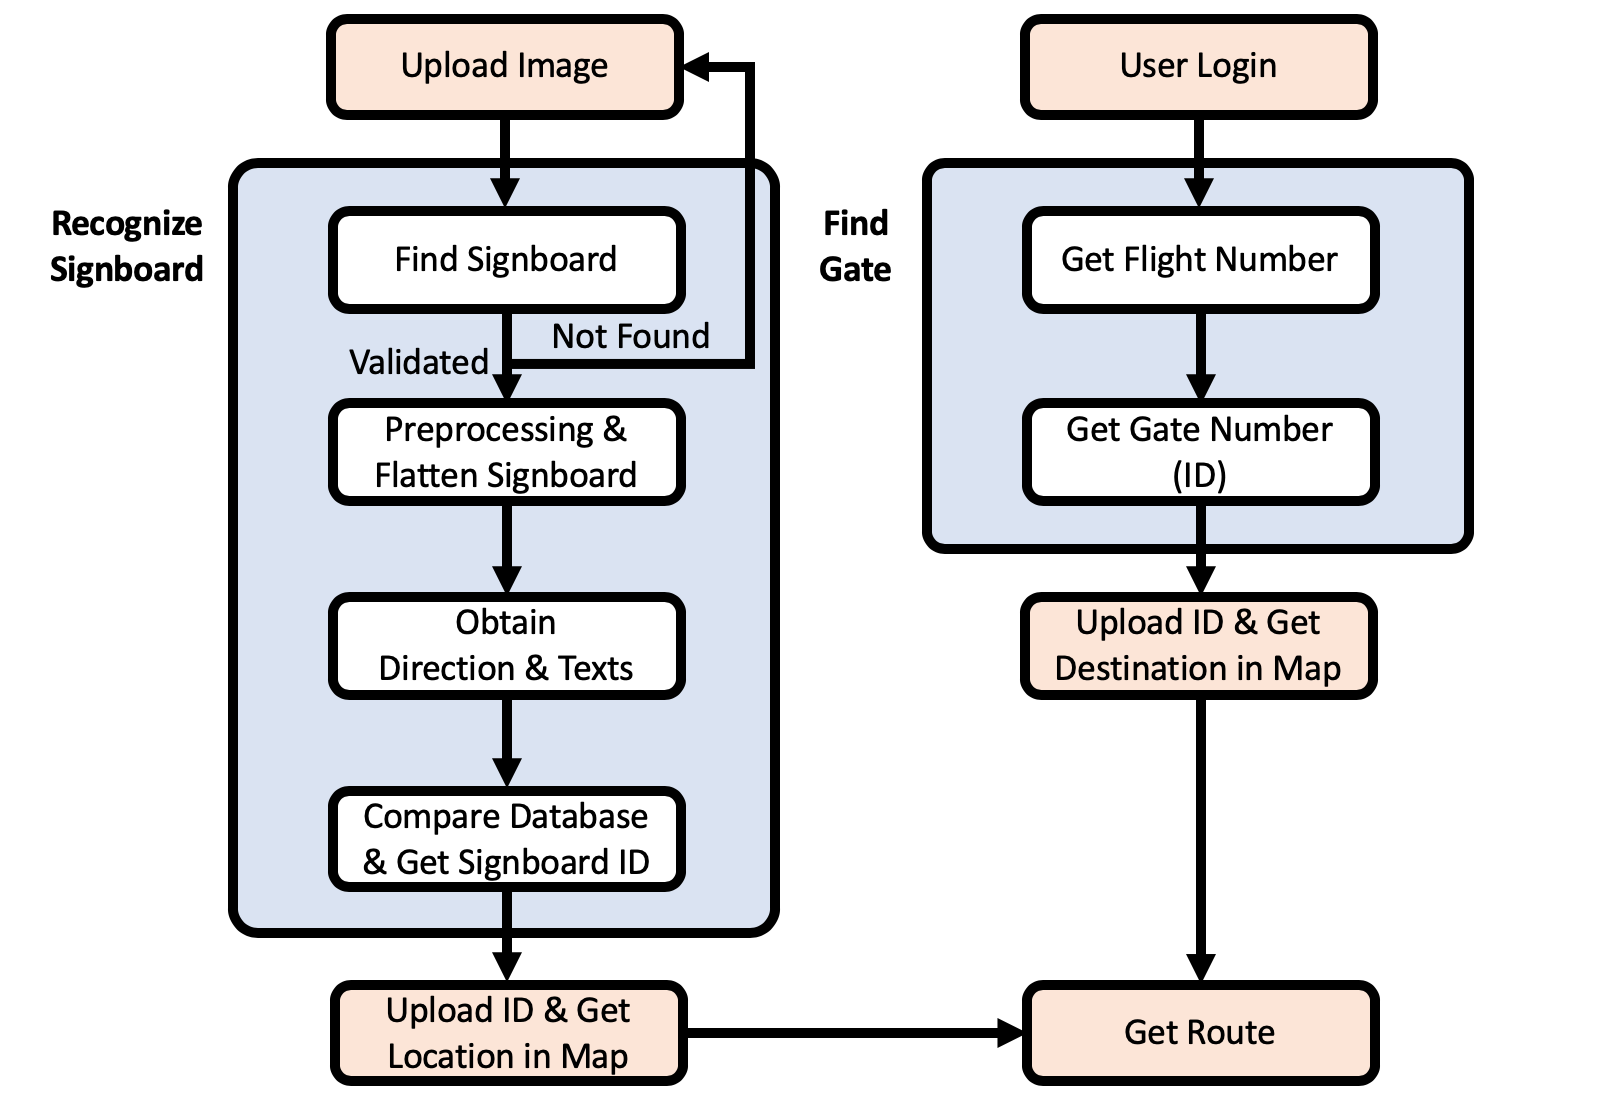 Upload Image
Recognize
Signboard
Find Signboard
Not Found
Validated
Preprocessing &
Flatten Signboard
Obtain
Direction & Texts
Compare Database
& Get Signboard ID
Upload ID & Get
Location in Map
User Login
Find
Gate
Get Flight Number
Get Gate Number
(ID)
Upload ID & Get
Destination in Map
Get Route